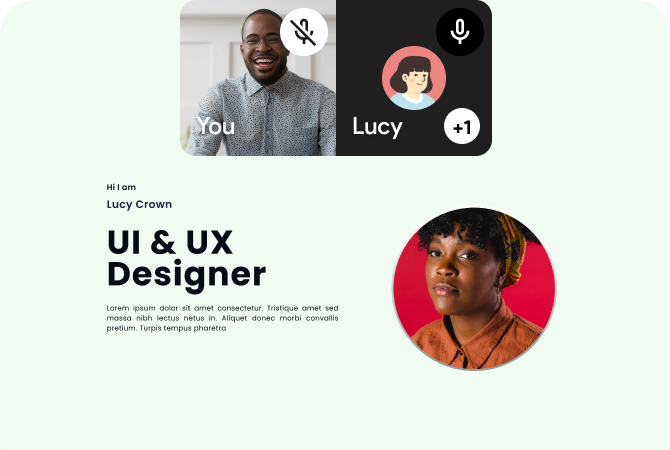 You
Lucy
+1
Hi I am
Lucy Crown
UI & UX
Designer
Lorem ipsum dolor sit amet consectetur. Tristique amet sed
massa nibh lectus netus in. Aliquet donec morbi convallis
pretium. Turpis tempus pharetra